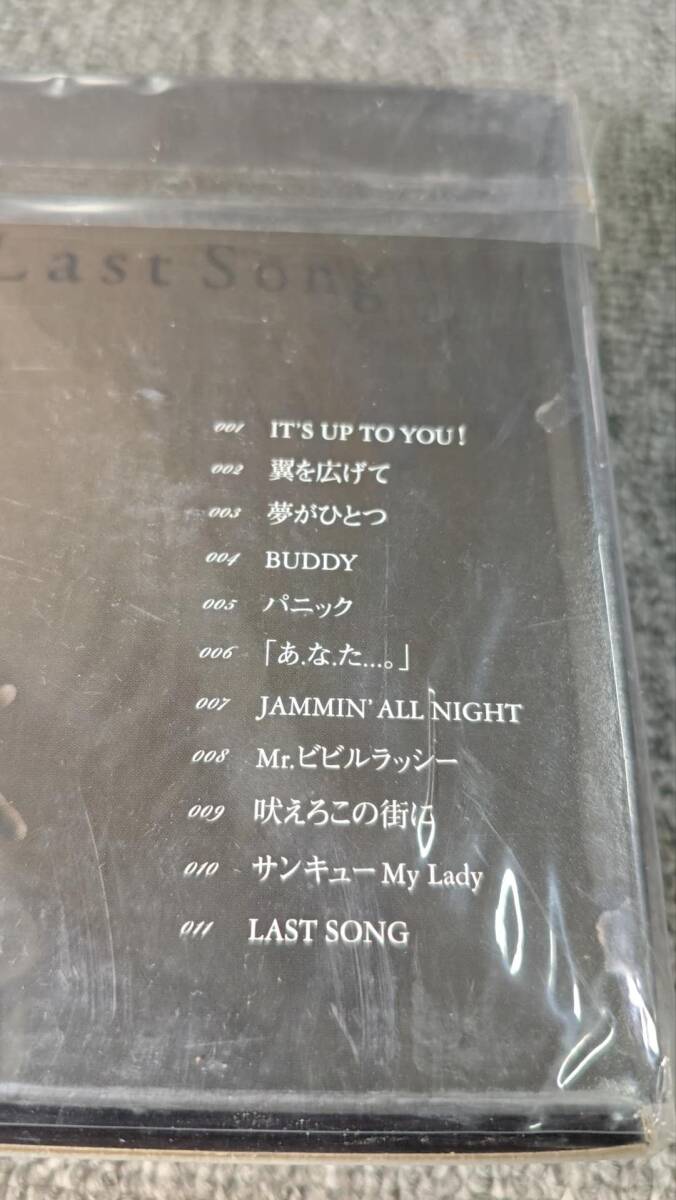 Last Song
001 IT'S UP TO YOU!
002 翼を広げて
003 夢がひとつ
004 BUDDY
005 パニック
006 「あ.な.た...。」
007 JAMMIN' ALL NIGHT
008 Mr.ビビルラッシー
009 吠えろこの街に
010 サンキュー My Lady
011 LAST SONG